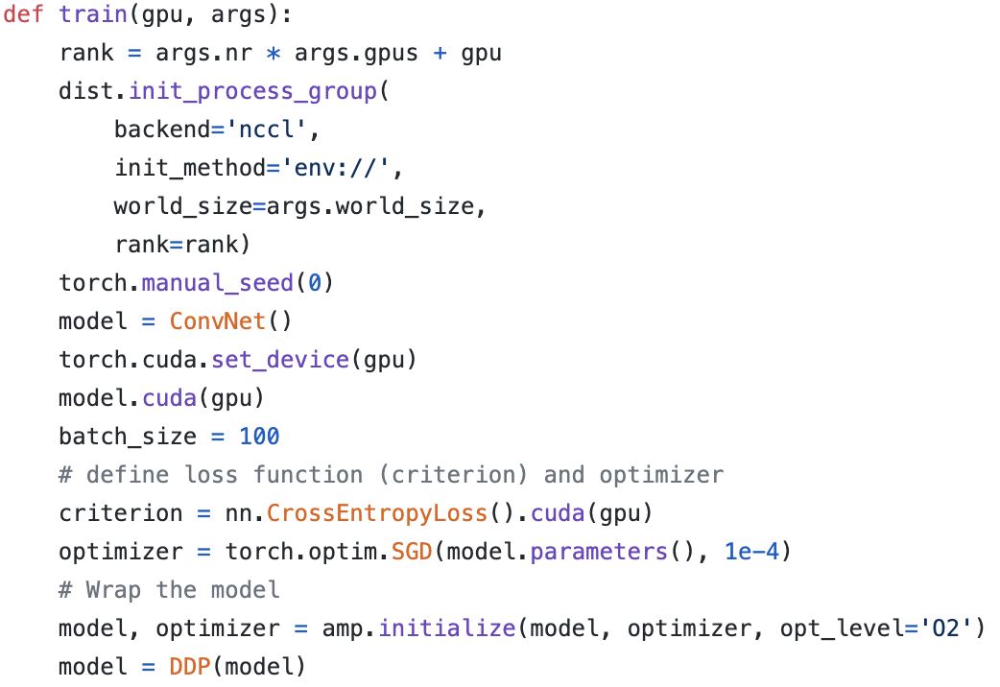 def train(gpu, args):
    rank = args.nr * args.gpus + gpu
    dist.init_process_group(
        backend='nccl',
        init_method='env://',
        world_size=args.world_size,
        rank=rank)
    torch.manual_seed(0)
    model = ConvNet()
    torch.cuda.set_device(gpu)
    model.cuda(gpu)
    batch_size = 100
    # define loss function (criterion) and optimizer
    criterion = nn.CrossEntropyLoss().cuda(gpu)
    optimizer = torch.optim.SGD(model.parameters(), 1e-4)
    # Wrap the model
    model, optimizer = amp.initialize(model, optimizer, opt_level='O2')
    model = DDP(model)